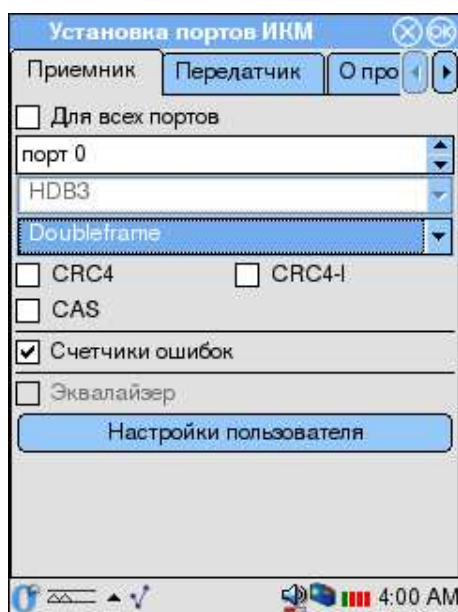 Установка портов ИКМ
OK
Приемник Передатчик О про
Для всех портов
порт 0
HDB3
Doubleframe
CRC4 CRC4-I
CAS
Счетчики ошибок
Эквалайзер
Настройки пользователя
4:00 AM